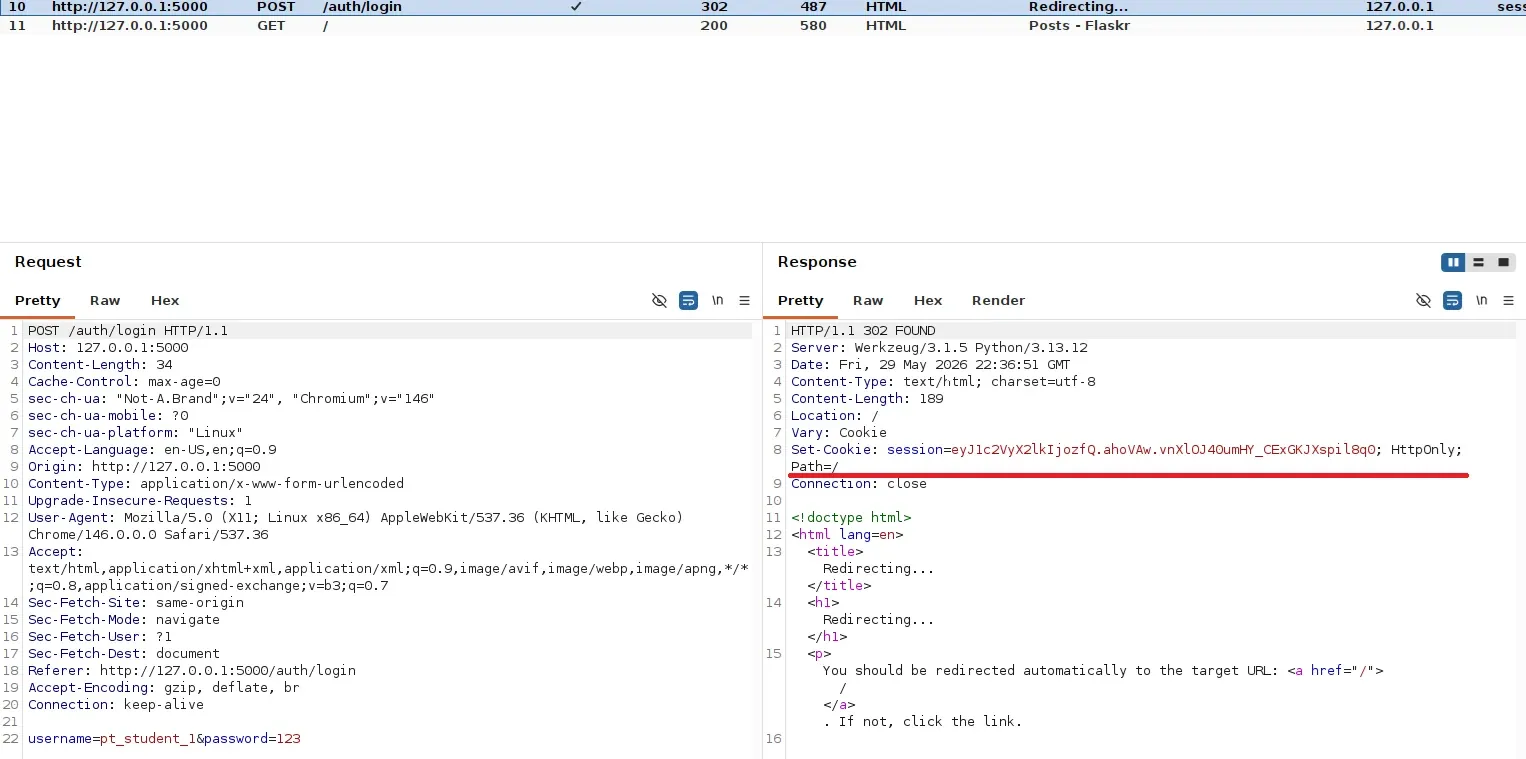 10 http://127.0.0.1:5000 POST /auth/login ✓ 302 487 HTML Redirecting... 127.0.0.1
11 http://127.0.0.1:5000 GET / 200 580 HTML Posts - Flaskr 127.0.0.1
Request
Pretty Raw Hex \n
1 POST /auth/login HTTP/1.1
2 Host: 127.0.0.1:5000
3 Content-Length: 34
4 Cache-Control: max-age=0
5 sec-ch-ua: "Not-A.Brand";v="24", "Chromium";v="146"
6 sec-ch-ua-mobile: ?0
7 sec-ch-ua-platform: "Linux"
8 Accept-Language: en-US,en;q=0.9
9 Origin: http://127.0.0.1:5000
10 Content-Type: application/x-www-form-urlencoded
11 Upgrade-Insecure-Requests: 1
12 User-Agent: Mozilla/5.0 (X11; Linux x86_64) AppleWebKit/537.36 (KHTML, like Gecko)
Chrome/146.0.0.0 Safari/537.36
13 Accept:
text/html,application/xhtml+xml,application/xml;q=0.9,image/avif,image/webp,image/apng,*/*
;q=0.8,application/signed-exchange;v=b3;q=0.7
14 Sec-Fetch-Site: same-origin
15 Sec-Fetch-Mode: navigate
16 Sec-Fetch-User: ?1
17 Sec-Fetch-Dest: document
18 Referer: http://127.0.0.1:5000/auth/login
19 Accept-Encoding: gzip, deflate, br
20 Connection: keep-alive
21
22 username=pt_student_1&password=123
Response
Pretty Raw Hex Render \n
1 HTTP/1.1 302 FOUND
2 Server: Werkzeug/3.1.5 Python/3.13.12
3 Date: Fri, 29 May 2026 22:36:51 GMT
4 Content-Type: text/html; charset=utf-8
5 Content-Length: 189
6 Location: /
7 Vary: Cookie
8 Set-Cookie: session=eyJ1c2VyX2lkIjozfQ.ahoVAw.vnXlOJ4OumHY_CExGKJXspil8q0; HttpOnly;
Path=/
9 Connection: close
10
11 <!doctype html>
12 <html lang=en>
13 <title>
Redirecting...
</title>
14 <h1>
Redirecting...
</h1>
15 <p>
You should be redirected automatically to the target URL: <a href="/">
/
</a>
. If not, click the link.
16